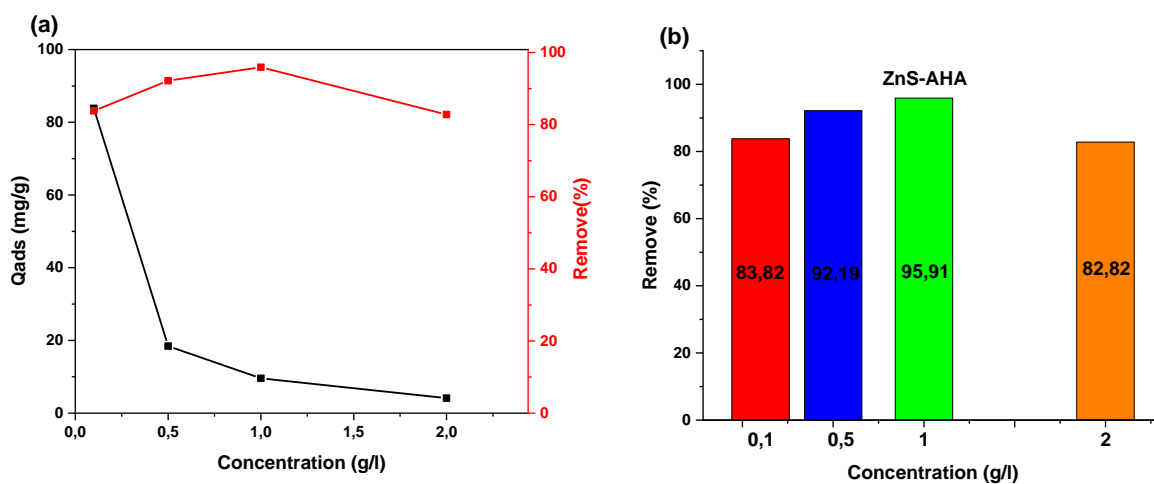 (a)
100
80
60
40
20
0
Qads (mg/g)
0,0 0,5 1,0 1,5 2,0
Concentration (g/l)
100
80
60
40
20
0
Remove(%)
(b)
ZnS-AHA
100
80
60
40
20
0
Remove (%)
83,82 92,19 95,91 82,82
0,1 0,5 1 2
Concentration (g/l)